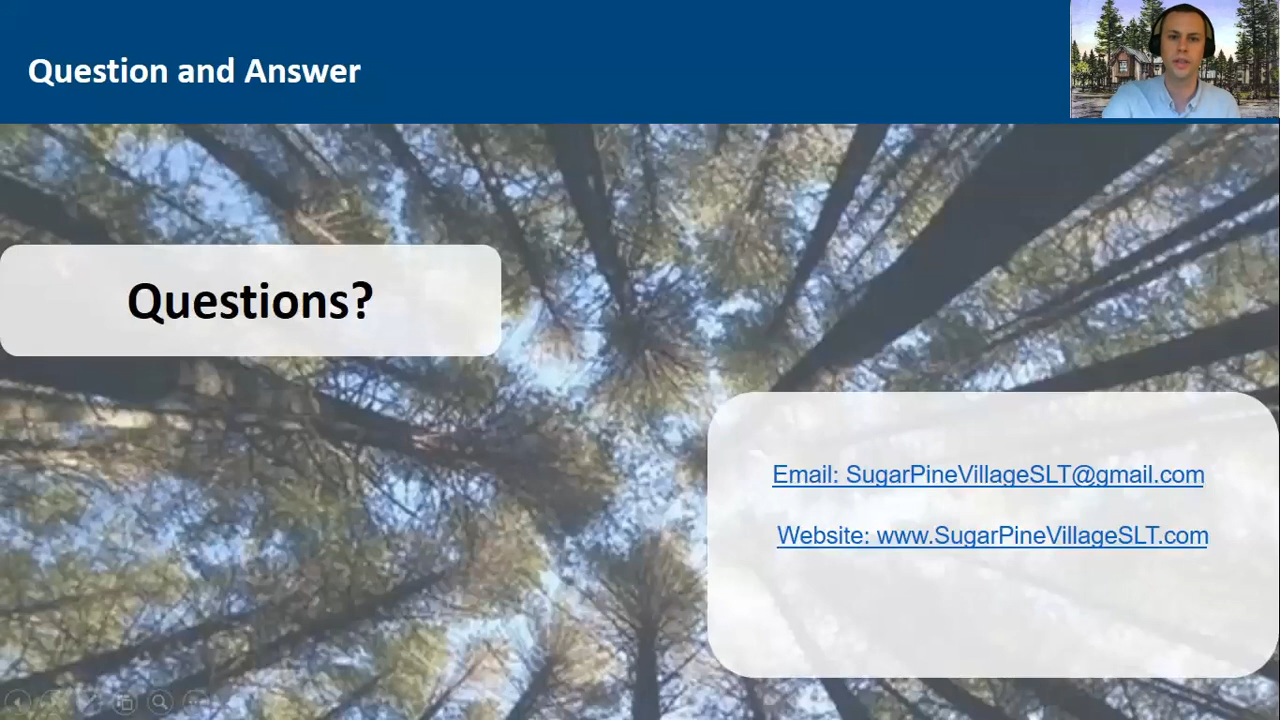 Question and Answer
Questions?
Email: SugarPineVillageSLT@gmail.com
Website: www.SugarPineVillageSLT.com